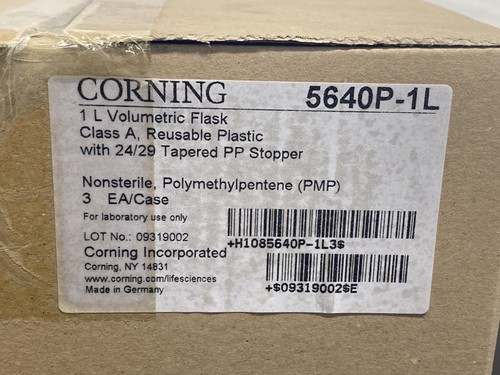 CORNING 5640P-1L
1 L Volumetric Flask
Class A, Reusable Plastic
with 24/29 Tapered PP Stopper
Nonsterile, Polymethylpentene (PMP)
3 EA/Case
For laboratory use only
LOT No.: 09319002
+H1085640P-1L3$
Corning Incorporated
Corning, NY 14831
www.corning.com/lifesciences
Made in Germany
+$09319002$E